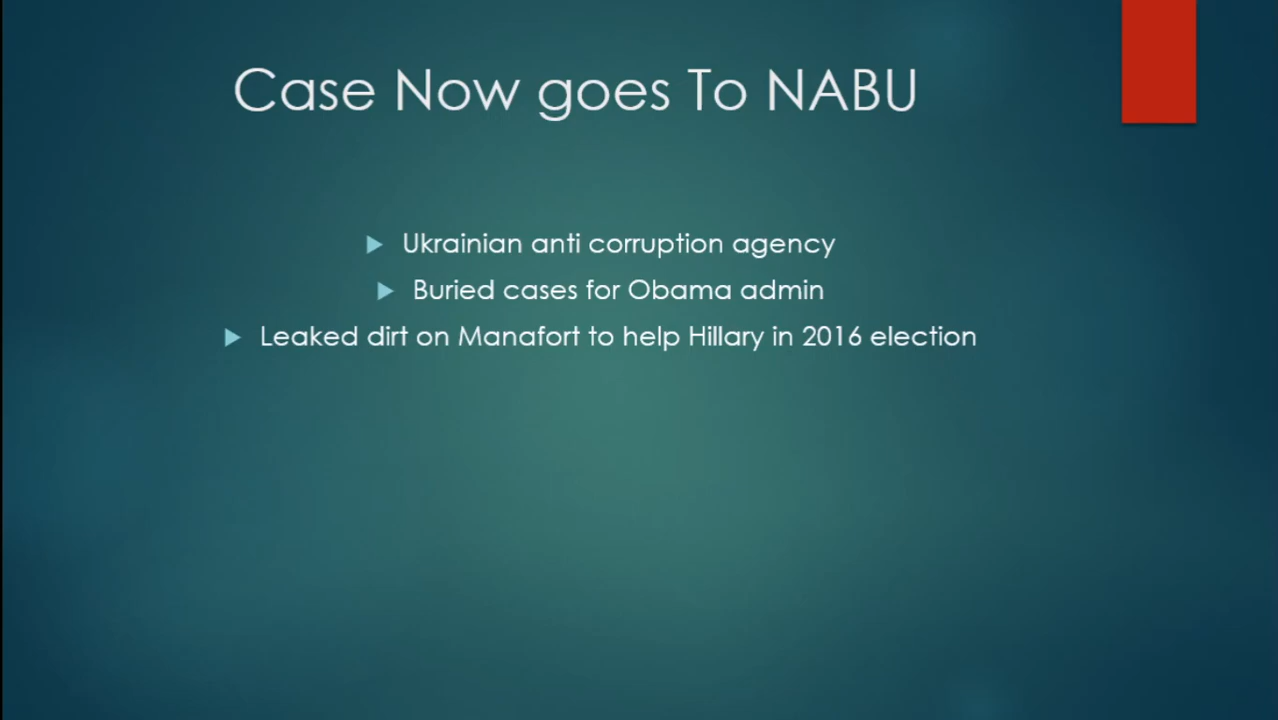 Case Now goes To NABU
Ukrainian anti corruption agency
Buried cases for Obama admin
Leaked dirt on Manafort to help Hillary in 2016 election